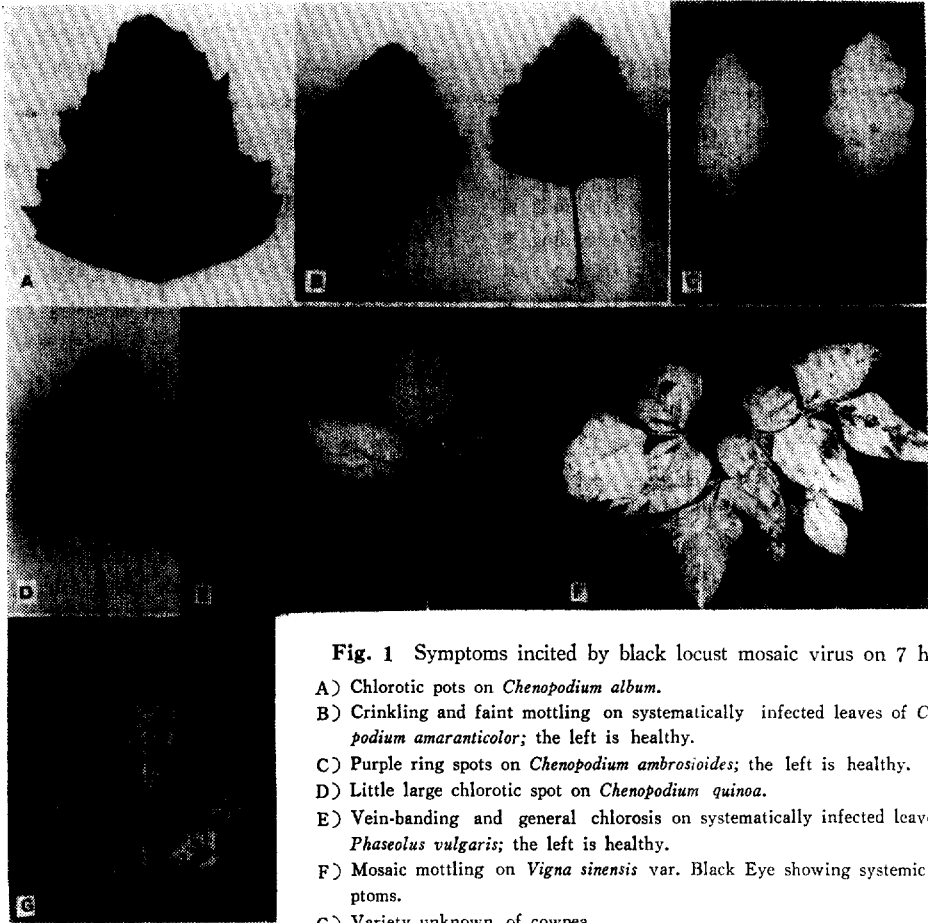 A
B
C
D
E
F
G
Fig. 1 Symptoms incited by black locust mosaic virus on 7 h
A) Chlorotic pots on Chenopodium album.
B) Crinkling and faint mottling on systematically infected leaves of C
podium amaranticolor; the left is healthy.
C) Purple ring spots on Chenopodium ambrosioides; the left is healthy.
D) Little large chlorotic spot on Chenopodium quinoa.
E) Vein-banding and general chlorosis on systematically infected leav
Phaseolus vulgaris; the left is healthy.
F) Mosaic mottling on Vigna sinensis var. Black Eye showing systemic
ptoms.
G) Variety unknown of cowpea